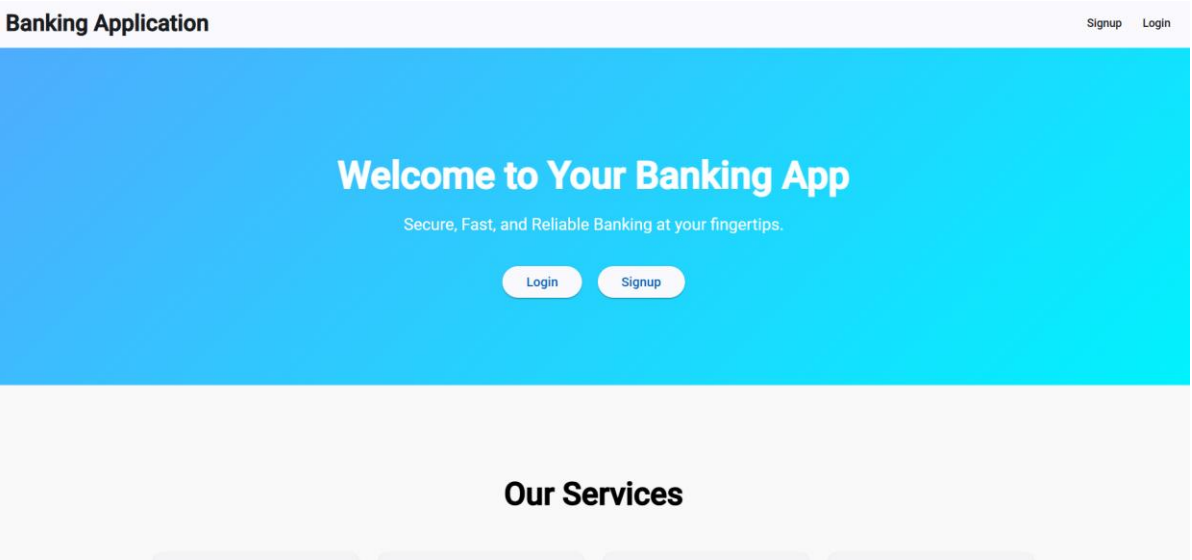 Banking Application
Signup Login
Welcome to Your Banking App
Secure, Fast, and Reliable Banking at your fingertips.
Login Signup
Our Services